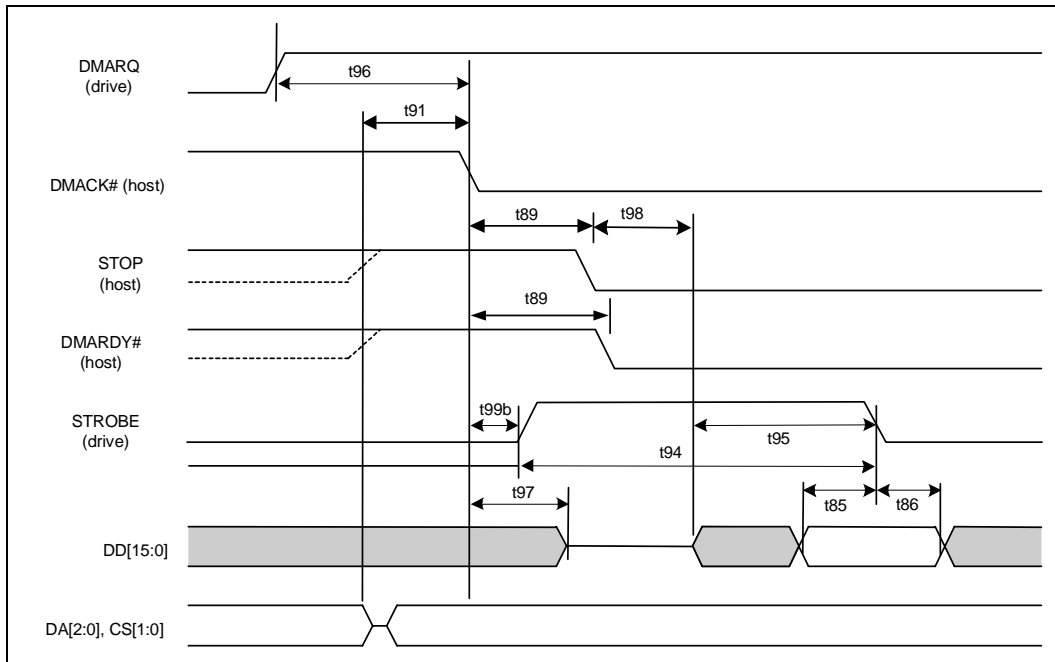 DMARQ
(drive)
t96
t91
DMACK# (host)
t89
t98
STOP
(host)
t89
DMARDY#
(host)
STROBE
(drive)
t99b
t95
t94
t97
t85
t86
DD[15:0]
DA[2:0], CS[1:0]